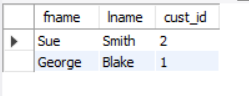 fname lname cust_id
Sue Smith 2
George Blake 1